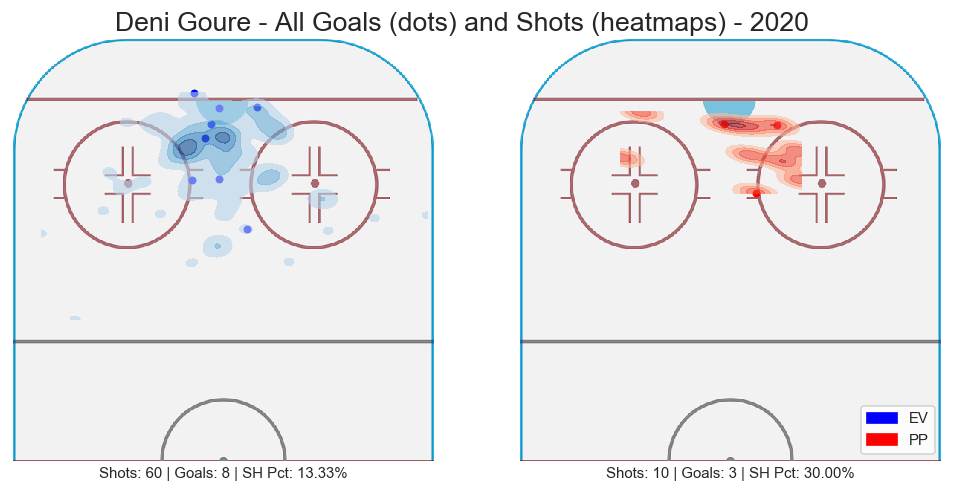 Deni Goure - All Goals (dots) and Shots (heatmaps) - 2020
EV
PP
Shots: 60 | Goals: 8 | SH Pct: 13.33%
Shots: 10 | Goals: 3 | SH Pct: 30.00%